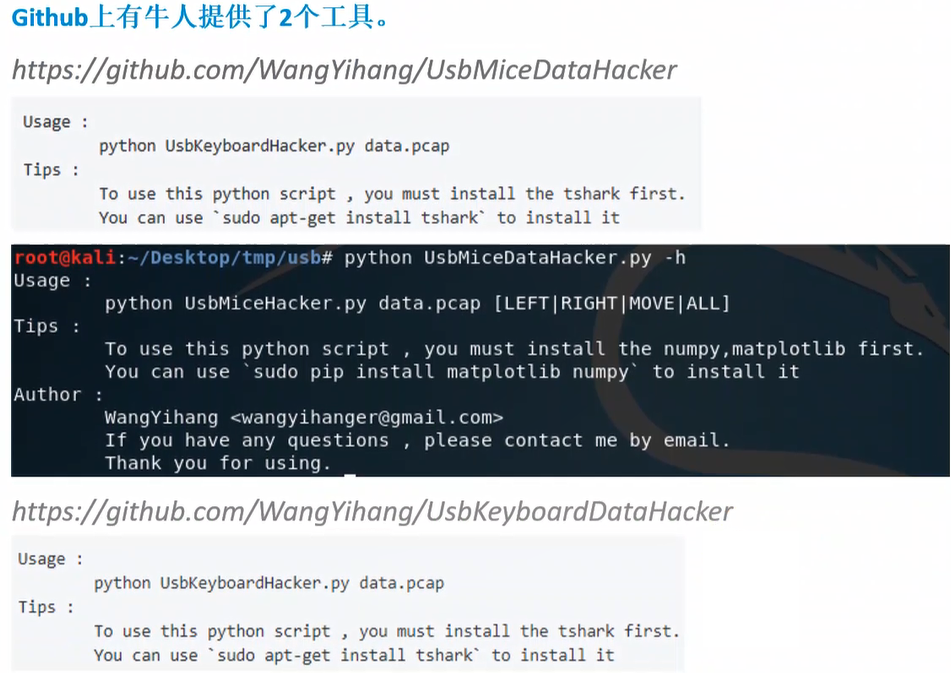 Github上有牛人提供了2个工具。
https://github.com/WangYihang/UsbMiceDataHacker
Usage :
python UsbKeyboardHacker.py data.pcap
Tips :
To use this python script , you must install the tshark first.
You can use `sudo apt-get install tshark` to install it
root@kali:~/Desktop/tmp/usb# python UsbMiceDataHacker.py -h
Usage :
python UsbMiceHacker.py data.pcap [LEFT|RIGHT|MOVE|ALL]
Tips :
To use this python script , you must install the numpy,matplotlib first.
You can use `sudo pip install matplotlib numpy` to install it
Author :
WangYihang <wangyihanger@gmail.com>
If you have any questions , please contact me by email.
Thank you for using.
https://github.com/WangYihang/UsbKeyboardDataHacker
Usage :
python UsbKeyboardHacker.py data.pcap
Tips :
To use this python script , you must install the tshark first.
You can use `sudo apt-get install tshark` to install it